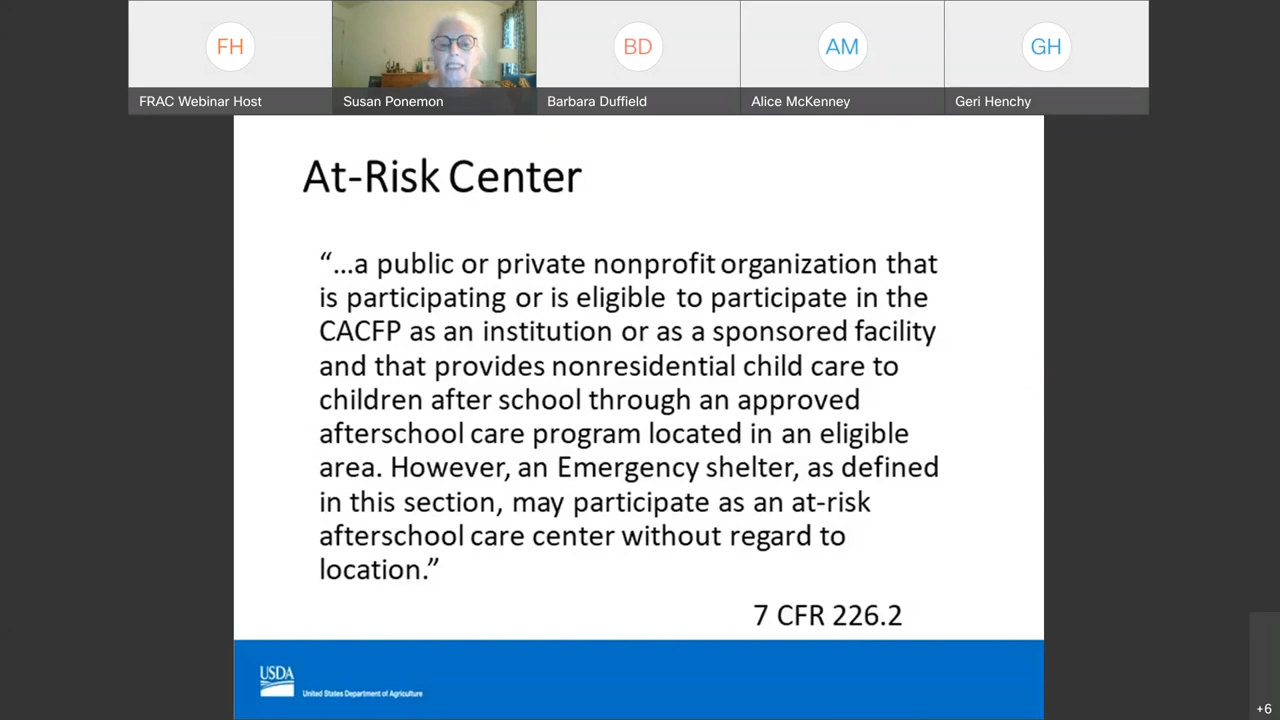 FH
BD
AM
GH
FRAC Webinar Host
Susan Ponemon
Barbara Duffield
Alice McKenney
Geri Henchy
At-Risk Center
“...a public or private nonprofit organization that
is participating or is eligible to participate in the
CACFP as an institution or as a sponsored facility
and that provides nonresidential child care to
children after school through an approved
afterschool care program located in an eligible
area. However, an Emergency shelter, as defined
in this section, may participate as an at-risk
afterschool care center without regard to
location.”
7 CFR 226.2
USDA
United States Department of Agriculture
+6